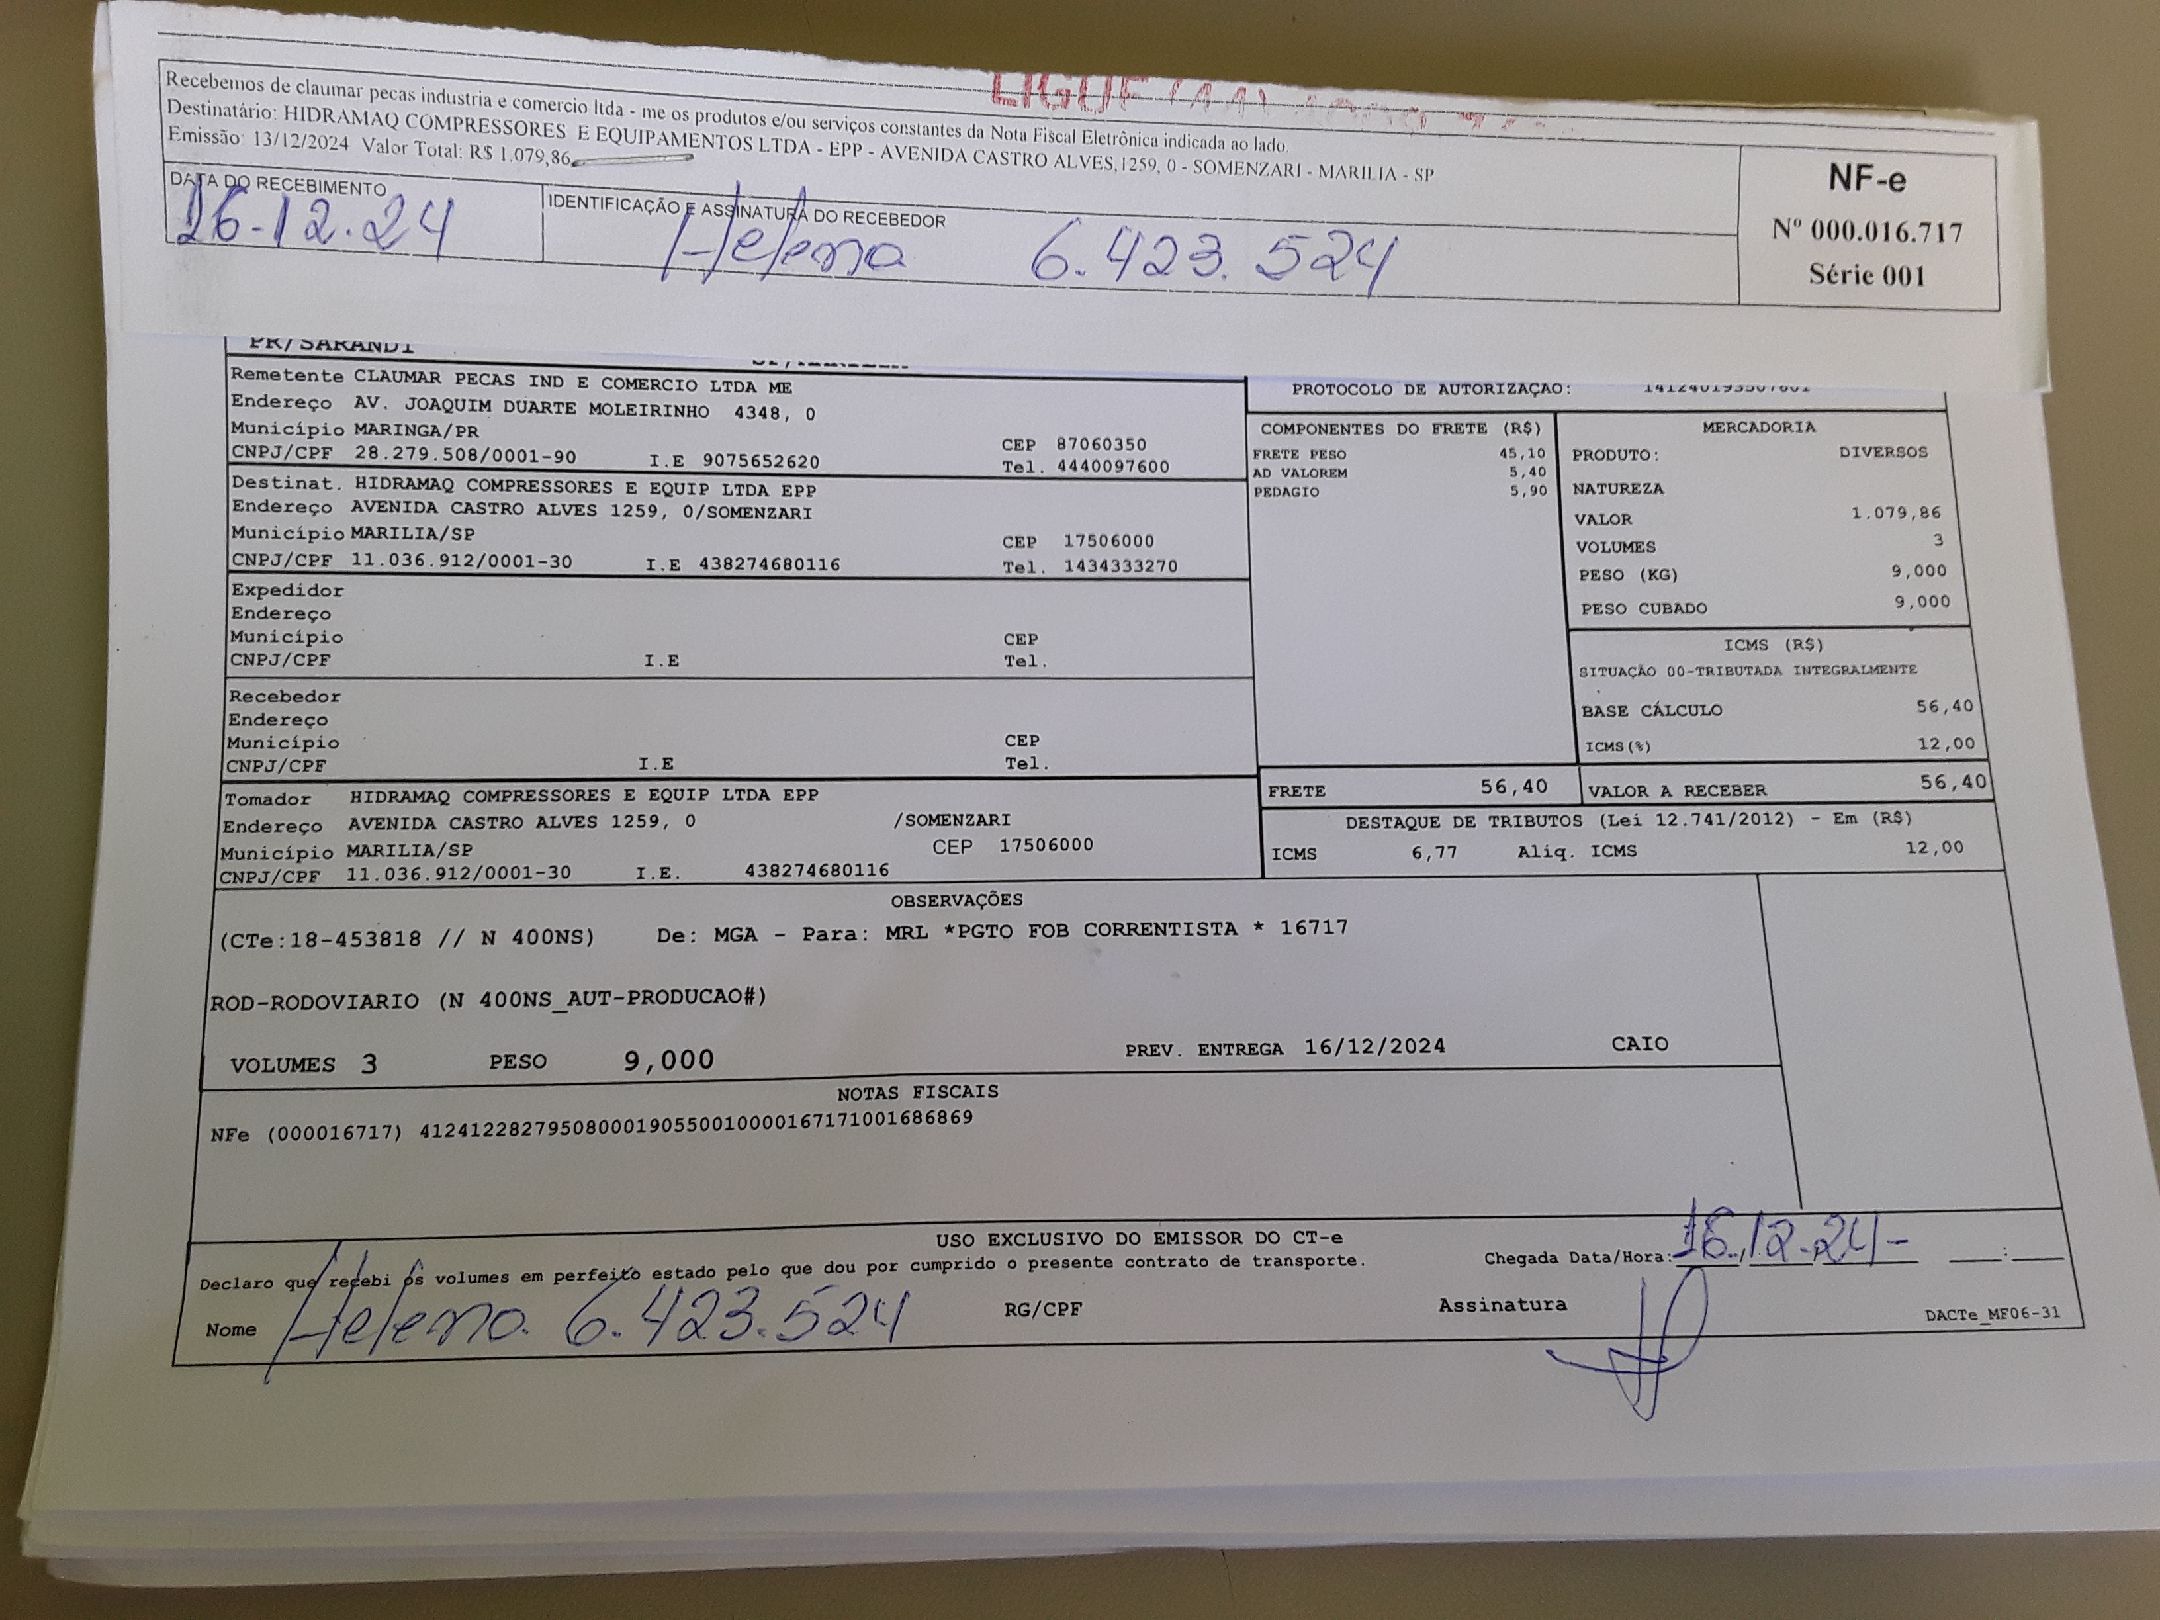 Recebemos de claumar pecas industria e comercio ltda - me os produtos e/ou serviços constantes da Nota Fiscal Eletrônica indicada ao lado.
Destinatário: HIDRAMAQ COMPRESSORES E EQUIPAMENTOS LTDA - EPP - AVENIDA CASTRO ALVES,1259, 0 - SOMENZARI - MARILIA - SP
Emissão: 13/12/2024 Valor Total: R$ 1.079,86
DATA DO RECEBIMENTO
16.12.24
IDENTIFICAÇÃO E ASSINATURA DO RECEBEDOR
Helena 6.423.524
NF-e
Nº 000.016.717
Série 001
PR/SARANDI
Remetente CLAUMAR PECAS IND E COMERCIO LTDA ME
Endereço AV. JOAQUIM DUARTE MOLEIRINHO 4348, 0
Município MARINGA/PR CEP 87060350
CNPJ/CPF 28.279.508/0001-90 I.E 9075652620 Tel. 4440097600
Destinat. HIDRAMAQ COMPRESSORES E EQUIP LTDA EPP
Endereço AVENIDA CASTRO ALVES 1259, 0/SOMENZARI
Município MARILIA/SP CEP 17506000
CNPJ/CPF 11.036.912/0001-30 I.E 438274680116 Tel. 1434333270
Expedidor
Endereço
Município CEP
CNPJ/CPF I.E Tel.
Recebedor
Endereço
Município CEP
CNPJ/CPF I.E Tel.
Tomador HIDRAMAQ COMPRESSORES E EQUIP LTDA EPP
Endereço AVENIDA CASTRO ALVES 1259, 0 /SOMENZARI
Município MARILIA/SP CEP 17506000
CNPJ/CPF 11.036.912/0001-30 I.E. 438274680116
PROTOCOLO DE AUTORIZAÇÃO:
COMPONENTES DO FRETE (R$)
FRETE PESO 45,10
AD VALOREM 5,40
PEDAGIO 5,90
MERCADORIA
PRODUTO: DIVERSOS
NATUREZA
VALOR 1.079,86
VOLUMES 3
PESO (KG) 9,000
PESO CUBADO 9,000
ICMS (R$)
SITUAÇÃO 00-TRIBUTADA INTEGRALMENTE
BASE CÁLCULO 56,40
ICMS(%) 12,00
FRETE 56,40 VALOR A RECEBER 56,40
DESTAQUE DE TRIBUTOS (Lei 12.741/2012) - Em (R$)
ICMS 6,77 Aliq. ICMS 12,00
OBSERVAÇÕES
(CTe:18-453818 // N 400NS) De: MGA - Para: MRL *PGTO FOB CORRENTISTA * 16717
ROD-RODOVIARIO (N 400NS_AUT-PRODUCAO#)
VOLUMES 3 PESO 9,000 PREV. ENTREGA 16/12/2024 CAIO
NOTAS FISCAIS
NFe (000016717) 41241228279508000190550010000167171001686869
USO EXCLUSIVO DO EMISSOR DO CT-e
Declaro que recebi os volumes em perfeito estado pelo que dou por cumprido o presente contrato de transporte.
Chegada Data/Hora: 16.12.24
Nome Helena 6.423.524 RG/CPF Assinatura
DACTe_MF06-31